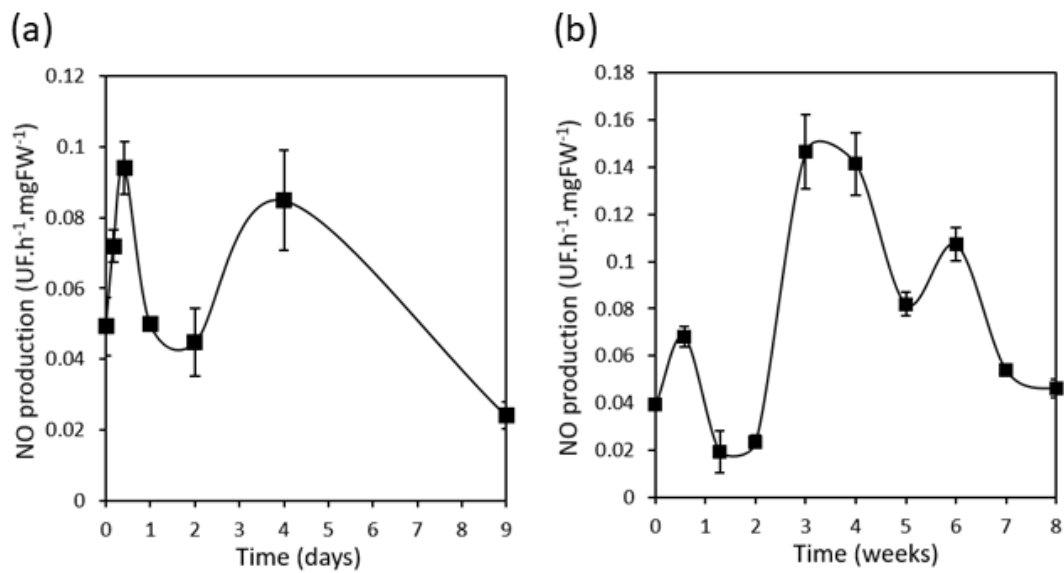 (a)
NO production (UF.h⁻¹.mgFW⁻¹)
0.12
0.1
0.08
0.06
0.04
0.02
0
0 1 2 3 4 5 6 7 8 9
Time (days)
(b)
NO production (UF.h⁻¹.mgFW⁻¹)
0.18
0.16
0.14
0.12
0.1
0.08
0.06
0.04
0.02
0
0 1 2 3 4 5 6 7 8
Time (weeks)